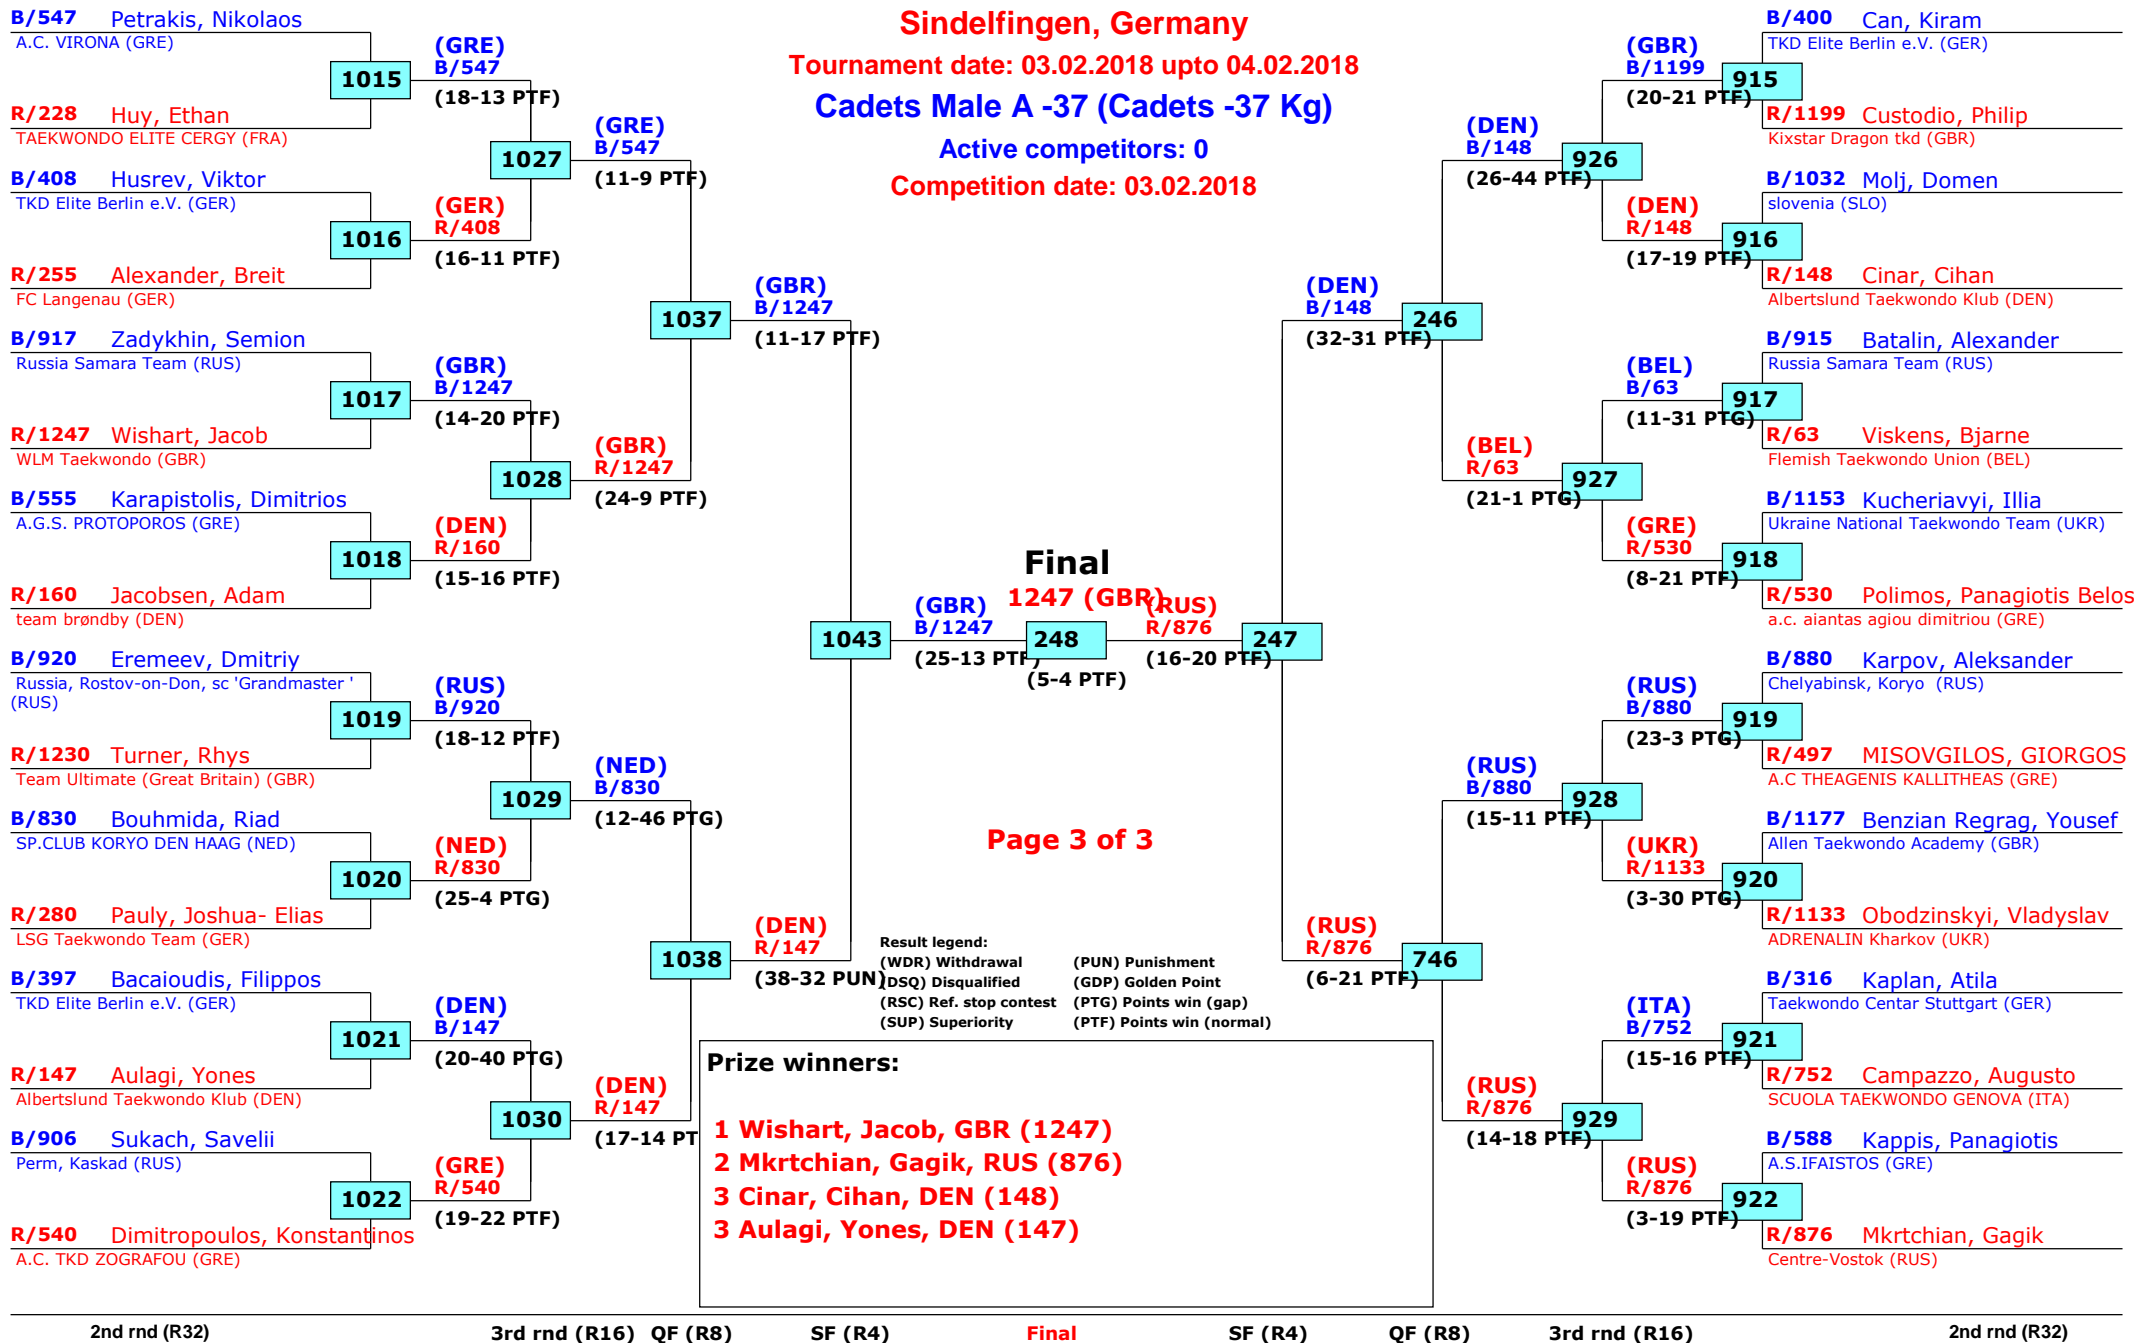 Sindelfingen, Germany
Tournament date: 03.02.2018 upto 04.02.2018
Cadets Male A -37 (Cadets -37 Kg)
Active competitors: 0
Competition date: 03.02.2018
B/547 Petrakis, Nikolaos
A.C. VIRONA (GRE)
1015
R/228 Huy, Ethan
TAEKWONDO ELITE CERGY (FRA)
B/408 Husrev, Viktor
TKD Elite Berlin e.V. (GER)
1016
R/255 Alexander, Breit
FC Langenau (GER)
B/917 Zadykhin, Semion
Russia Samara Team (RUS)
1017
R/1247 Wishart, Jacob
WLM Taekwondo (GBR)
B/555 Karapistolis, Dimitrios
A.G.S. PROTOPOROS (GRE)
1018
R/160 Jacobsen, Adam
team brøndby (DEN)
B/920 Eremeev, Dmitriy
Russia, Rostov-on-Don, sc 'Grandmaster '
(RUS)
1019
R/1230 Turner, Rhys
Team Ultimate (Great Britain) (GBR)
B/830 Bouhmida, Riad
SP.CLUB KORYO DEN HAAG (NED)
1020
R/280 Pauly, Joshua- Elias
LSG Taekwondo Team (GER)
B/397 Bacaioudis, Filippos
TKD Elite Berlin e.V. (GER)
1021
R/147 Aulagi, Yones
Albertslund Taekwondo Klub (DEN)
B/906 Sukach, Savelii
Perm, Kaskad (RUS)
1022
R/540 Dimitropoulos, Konstantinos
A.C. TKD ZOGRAFOU (GRE)
(GRE)
B/547
(18-13 PTF)
1027
(GER)
R/408
(16-11 PTF)
(GBR)
B/1247
(14-20 PTF)
1028
(DEN)
R/160
(15-16 PTF)
(RUS)
B/920
(18-12 PTF)
1029
(NED)
R/830
(25-4 PTG)
(DEN)
B/147
(20-40 PTG)
1030
(GRE)
R/540
(19-22 PTF)
(GRE)
B/547
(11-9 PTF)
1037
(GBR)
R/1247
(24-9 PTF)
(NED)
B/830
(12-46 PTG)
1038
(DEN)
R/147
(17-14 PT
(GBR)
B/1247
(11-17 PTF)
1043
(DEN)
R/147
(38-32 PUN)
(GBR)
B/1247
(25-13 PTF)
Final
1247 (GBR)
248
(5-4 PTF)
(RUS)
R/876
(16-20 PTF)
247
(DEN)
B/148
(32-31 PTF)
246
(RUS)
R/876
(6-21 PTF)
746
(DEN)
B/148
(26-44 PTF)
926
(BEL)
R/63
(21-1 PTG)
927
(RUS)
B/880
(15-11 PTF)
928
(RUS)
R/876
(14-18 PTF)
929
(GBR)
B/1199
(20-21 PTF)
(DEN)
R/148
(17-19 PTF)
(BEL)
B/63
(11-31 PTG)
(GRE)
R/530
(8-21 PTF)
(RUS)
B/880
(23-3 PTG)
(UKR)
R/1133
(3-30 PTG)
(ITA)
B/752
(15-16 PTF)
(RUS)
R/876
(3-19 PTF)
B/400 Can, Kiram
TKD Elite Berlin e.V. (GER)
915
R/1199 Custodio, Philip
Kixstar Dragon tkd (GBR)
B/1032 Molj, Domen
slovenia (SLO)
916
R/148 Cinar, Cihan
Albertslund Taekwondo Klub (DEN)
B/915 Batalin, Alexander
Russia Samara Team (RUS)
917
R/63 Viskens, Bjarne
Flemish Taekwondo Union (BEL)
B/1153 Kucheriavyi, Illia
Ukraine National Taekwondo Team (UKR)
918
R/530 Polimos, Panagiotis Belos
a.c. aiantas agiou dimitriou (GRE)
B/880 Karpov, Aleksander
Chelyabinsk, Koryo (RUS)
919
R/497 MISOVGILOS, GIORGOS
A.C THEAGENIS KALLITHEAS (GRE)
B/1177 Benzian Regrag, Yousef
Allen Taekwondo Academy (GBR)
920
R/1133 Obodzinskyi, Vladyslav
ADRENALIN Kharkov (UKR)
B/316 Kaplan, Atila
Taekwondo Centar Stuttgart (GER)
921
R/752 Campazzo, Augusto
SCUOLA TAEKWONDO GENOVA (ITA)
B/588 Kappis, Panagiotis
A.S.IFAISTOS (GRE)
922
R/876 Mkrtchian, Gagik
Centre-Vostok (RUS)
Page 3 of 3
Result legend:
(WDR) Withdrawal (PUN) Punishment
(DSQ) Disqualified (GDP) Golden Point
(RSC) Ref. stop contest (PTG) Points win (gap)
(SUP) Superiority (PTF) Points win (normal)
Prize winners:
1 Wishart, Jacob, GBR (1247)
2 Mkrtchian, Gagik, RUS (876)
3 Cinar, Cihan, DEN (148)
3 Aulagi, Yones, DEN (147)
2nd rnd (R32) 3rd rnd (R16) QF (R8) SF (R4) Final SF (R4) QF (R8) 3rd rnd (R16) 2nd rnd (R32)